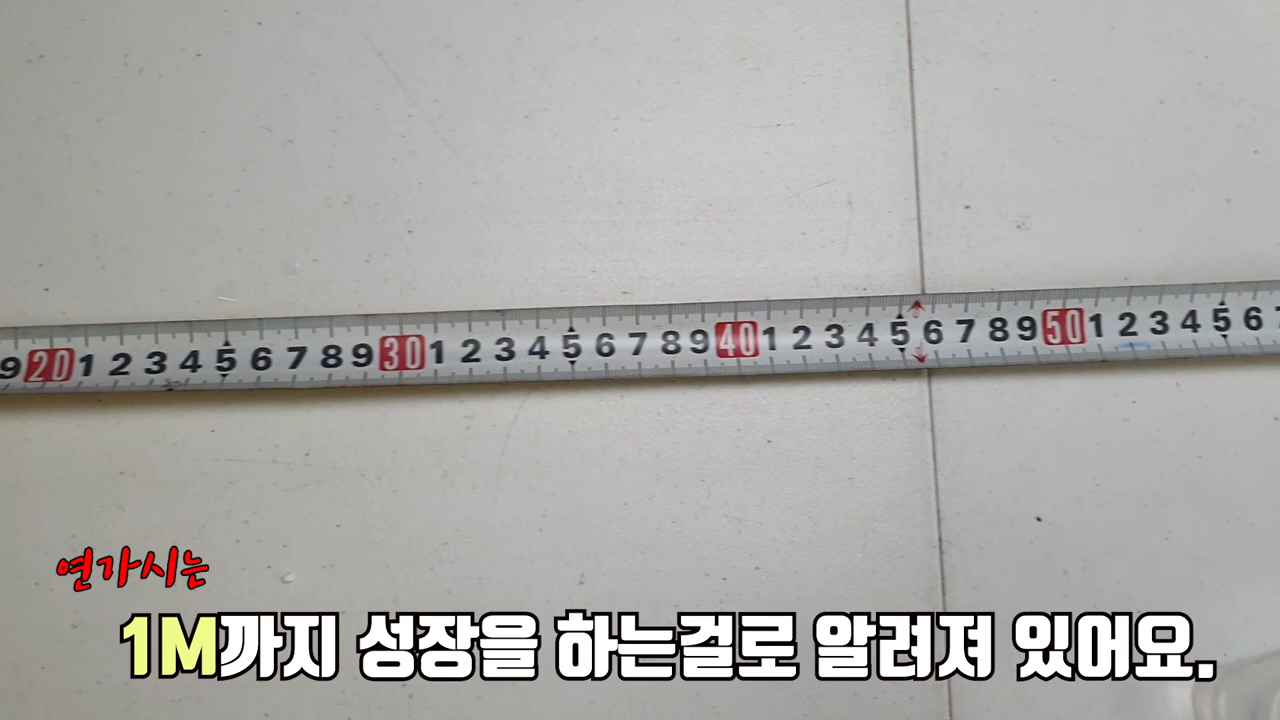 9 20 1 2 3 4 5 6 7 8 9 30 1 2 3 4 5 6 7 8 9 40 1 2 3 4 5 6 7 8 9 50 1 2 3 4 5 6
연가시는
1M까지 성장을 하는걸로 알려져 있어요.